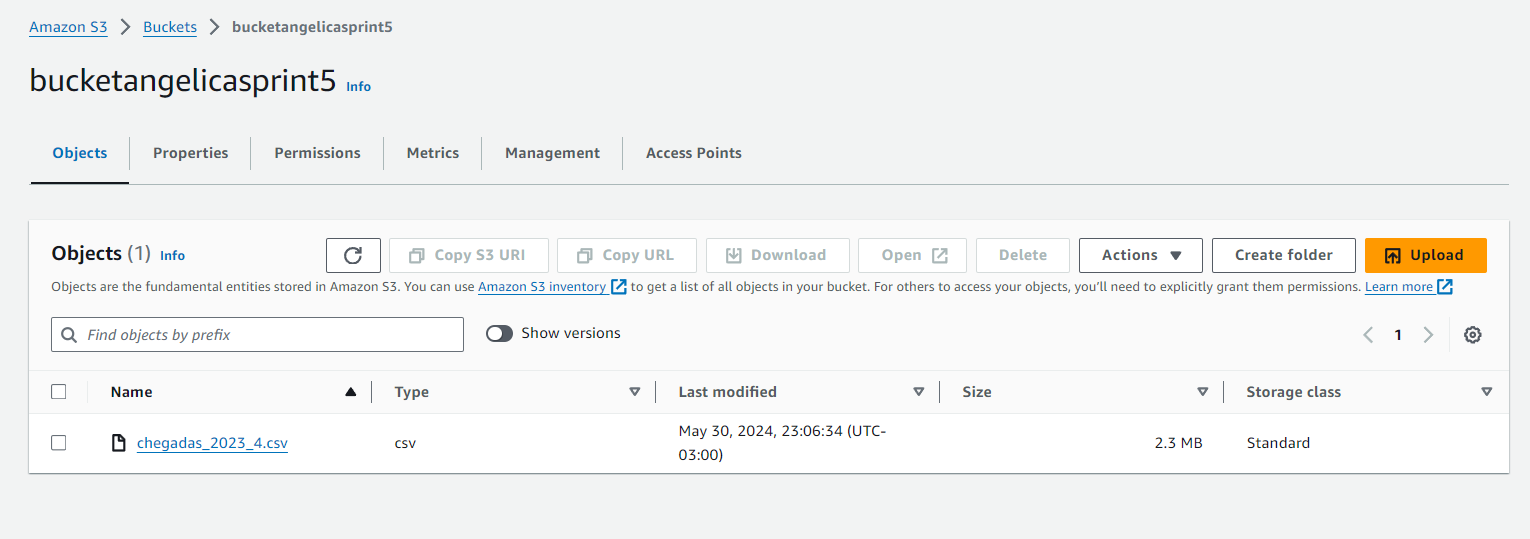 Amazon S3 > Buckets > bucketangelicasprint5
bucketangelicasprint5 Info
Objects Properties Permissions Metrics Management Access Points
Objects (1) Info Copy S3 URI Copy URL Download Open Delete Actions Create folder Upload
Objects are the fundamental entities stored in Amazon S3. You can use Amazon S3 inventory to get a list of all objects in your bucket. For others to access your objects, you'll need to explicitly grant them permissions. Learn more
Find objects by prefix Show versions 1
Name Type Last modified Size Storage class
chegadas_2023_4.csv csv May 30, 2024, 23:06:34 (UTC- 2.3 MB Standard
03:00)